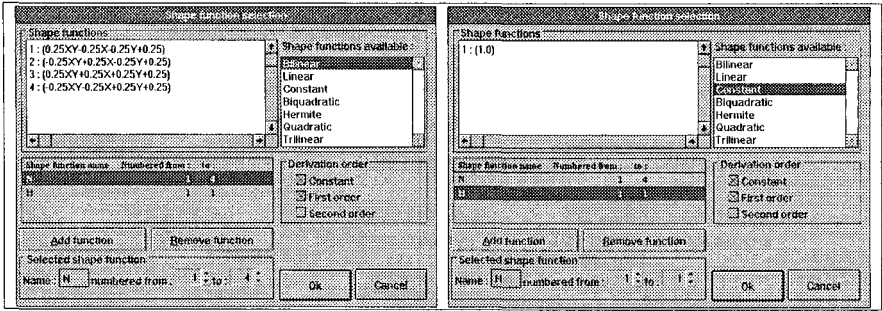 Shape function selection
Shape functions
1 : (0.25XY-0.25X-0.25Y+0.25)
2 : (-0.25XY+0.25X-0.25Y+0.25)
3 : (0.25XY+0.25X+0.25Y+0.25)
4 : (-0.25XY-0.25X+0.25Y+0.25)
Shape functions available :
Bilinear
Linear
Constant
Biquadratic
Hermite
Quadratic
Trilinear
Shape function name Numbered from : to :
N 1 4
H 1 1
Derivation order
Constant
First order
Second order
Add function
Remove function
Selected shape function
Name : N numbered from : 1 to : 4
Ok
Cancel
Shape function selection
Shape functions
1 : (1.0)
Shape functions available :
Bilinear
Linear
Constant
Biquadratic
Hermite
Quadratic
Trilinear
Shape function name Numbered from : to :
N 1 4
H 1 1
Derivation order
Constant
First order
Second order
Add function
Remove function
Selected shape function
Name : H numbered from : 1 to : 1
Ok
Cancel